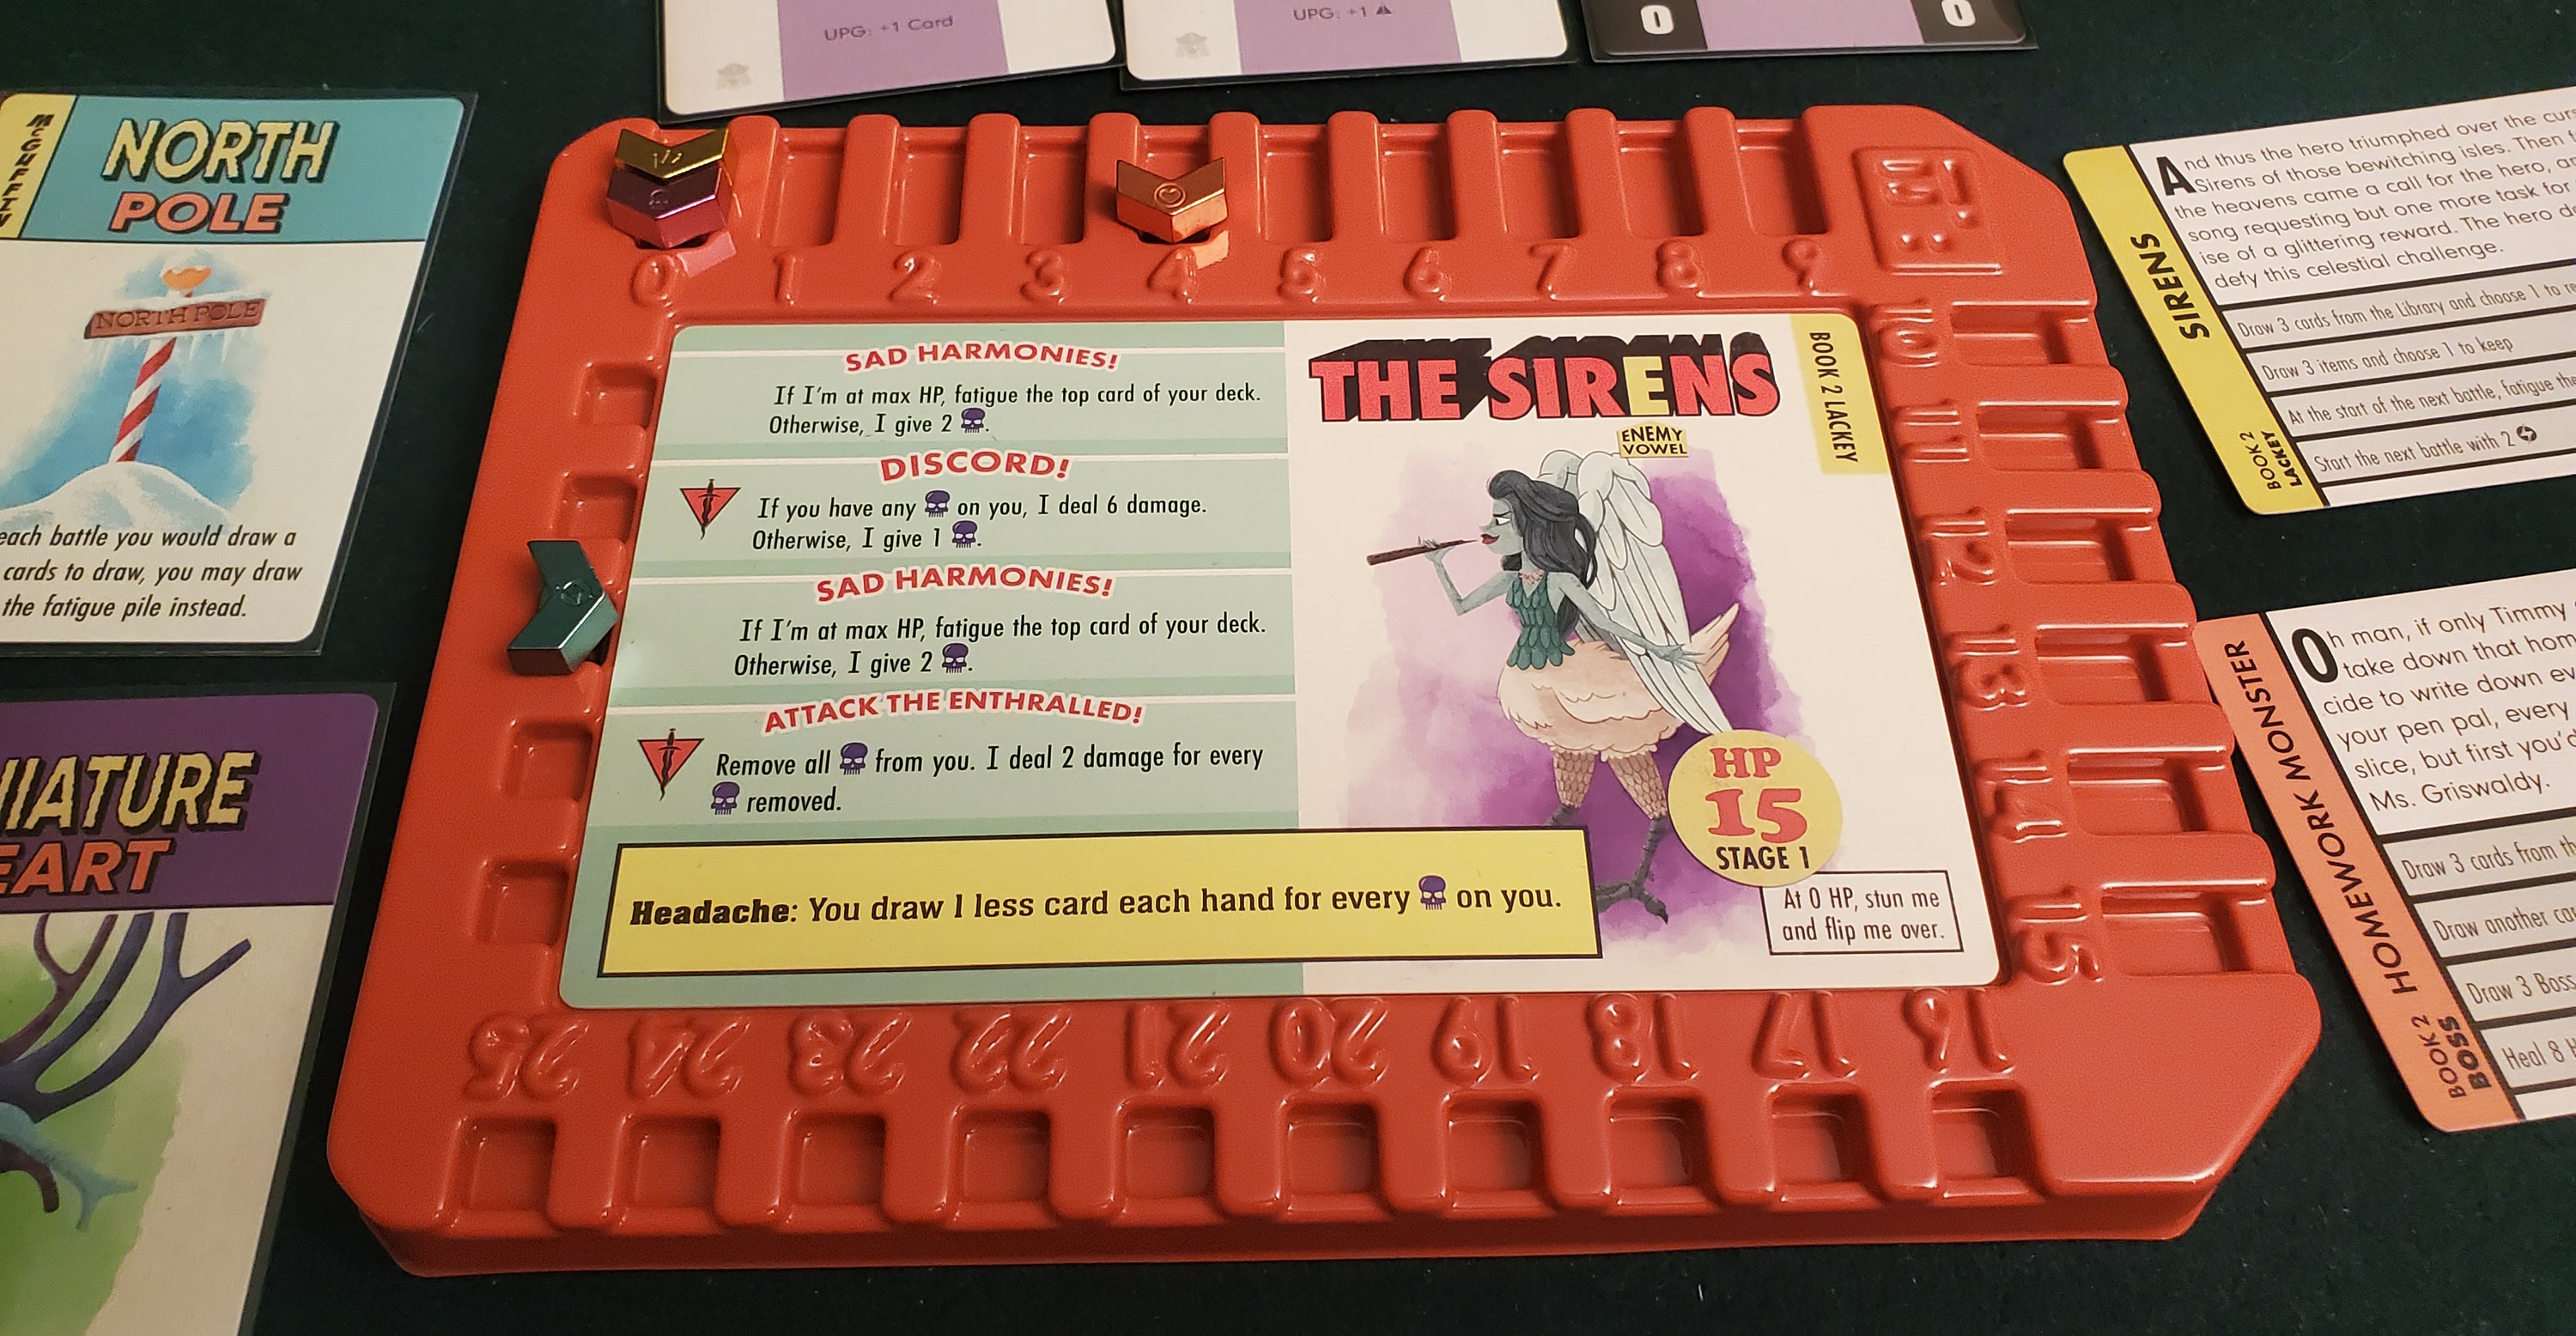 UPG: +1 Card
UPG: +1
0
0
NORTH
POLE
NORTH POLE
each battle you would draw a
cards to draw, you may draw
the fatigue pile instead.
NIATURE
EART
0 1 2 3 4 5 6 7 8 9
10
11
12
13
14
15
16
17
18
19
20
21
22
23
24
25
SAD HARMONIES!
If I'm at max HP, fatigue the top card of your deck.
Otherwise, I give 2 .
DISCORD!
If you have any on you, I deal 6 damage.
Otherwise, I give 1 .
SAD HARMONIES!
If I'm at max HP, fatigue the top card of your deck.
Otherwise, I give 2 .
ATTACK THE ENTHRALLED!
Remove all from you. I deal 2 damage for every
removed.
Headache: You draw 1 less card each hand for every on you.
THE SIRENS
ENEMY
VOWEL
BOOK 2 LACKEY
HP
15
STAGE 1
At 0 HP, stun me
and flip me over.
SIRENS
BOOK 2
LACKEY
And thus the hero triumphed over the
Sirens of those bewitching isles. Then
the heavens came a call for the hero,
song requesting but one more task for
ise of a glittering reward. The hero
defy this celestial challenge.
Draw 3 cards from the Library and choose 1 to
Draw 3 items and choose 1 to keep
At the start of the next battle, fatigue the
Start the next battle with 2
HOMEWORK MONSTER
BOOK 2
BOSS
Oh man, if only Timmy
take down that
cide to write down
your pen pal, every
slice, but first
Ms. Griswaldy.
Draw 3 cards from
Draw another
Draw 3 Boss
Heal 8